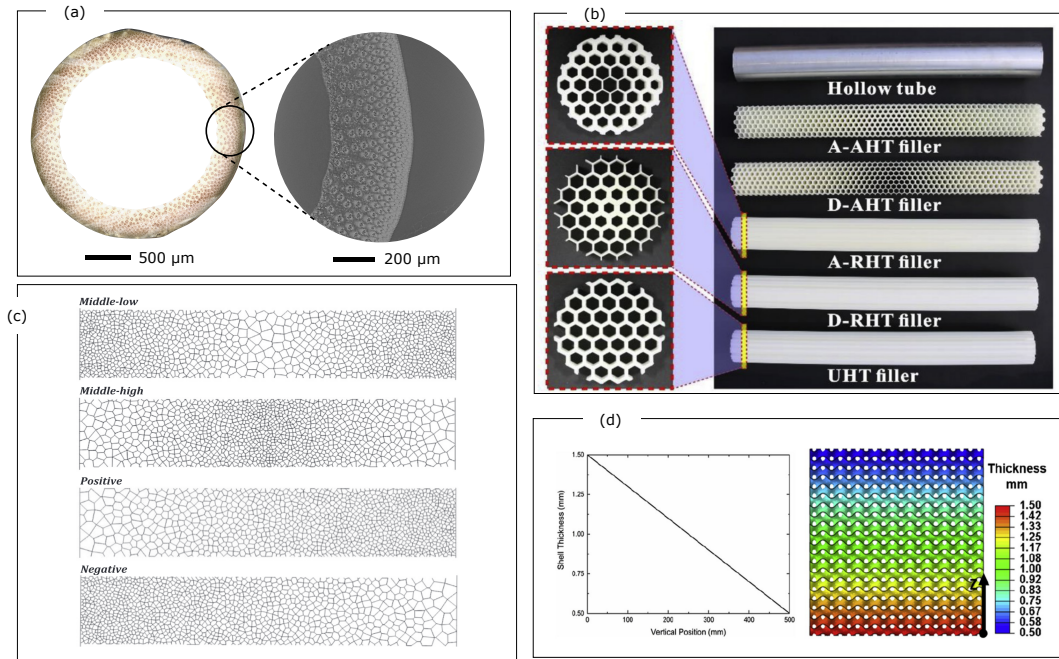 (a)
500 µm
200 µm
(b)
Hollow tube
A-AHT filler
D-AHT filler
A-RHT filler
D-RHT filler
UHT filler
(c)
Middle-low
Middle-high
Positive
Negative
(d)
1.50
1.25
1.00
0.75
0.50
Shell Thickness (mm)
0
100
200
300
400
500
Vertical Position (mm)
Thickness
mm
1.50
1.42
1.33
1.25
1.17
1.08
1.00
0.92
0.83
0.75
0.67
0.58
0.50
Z